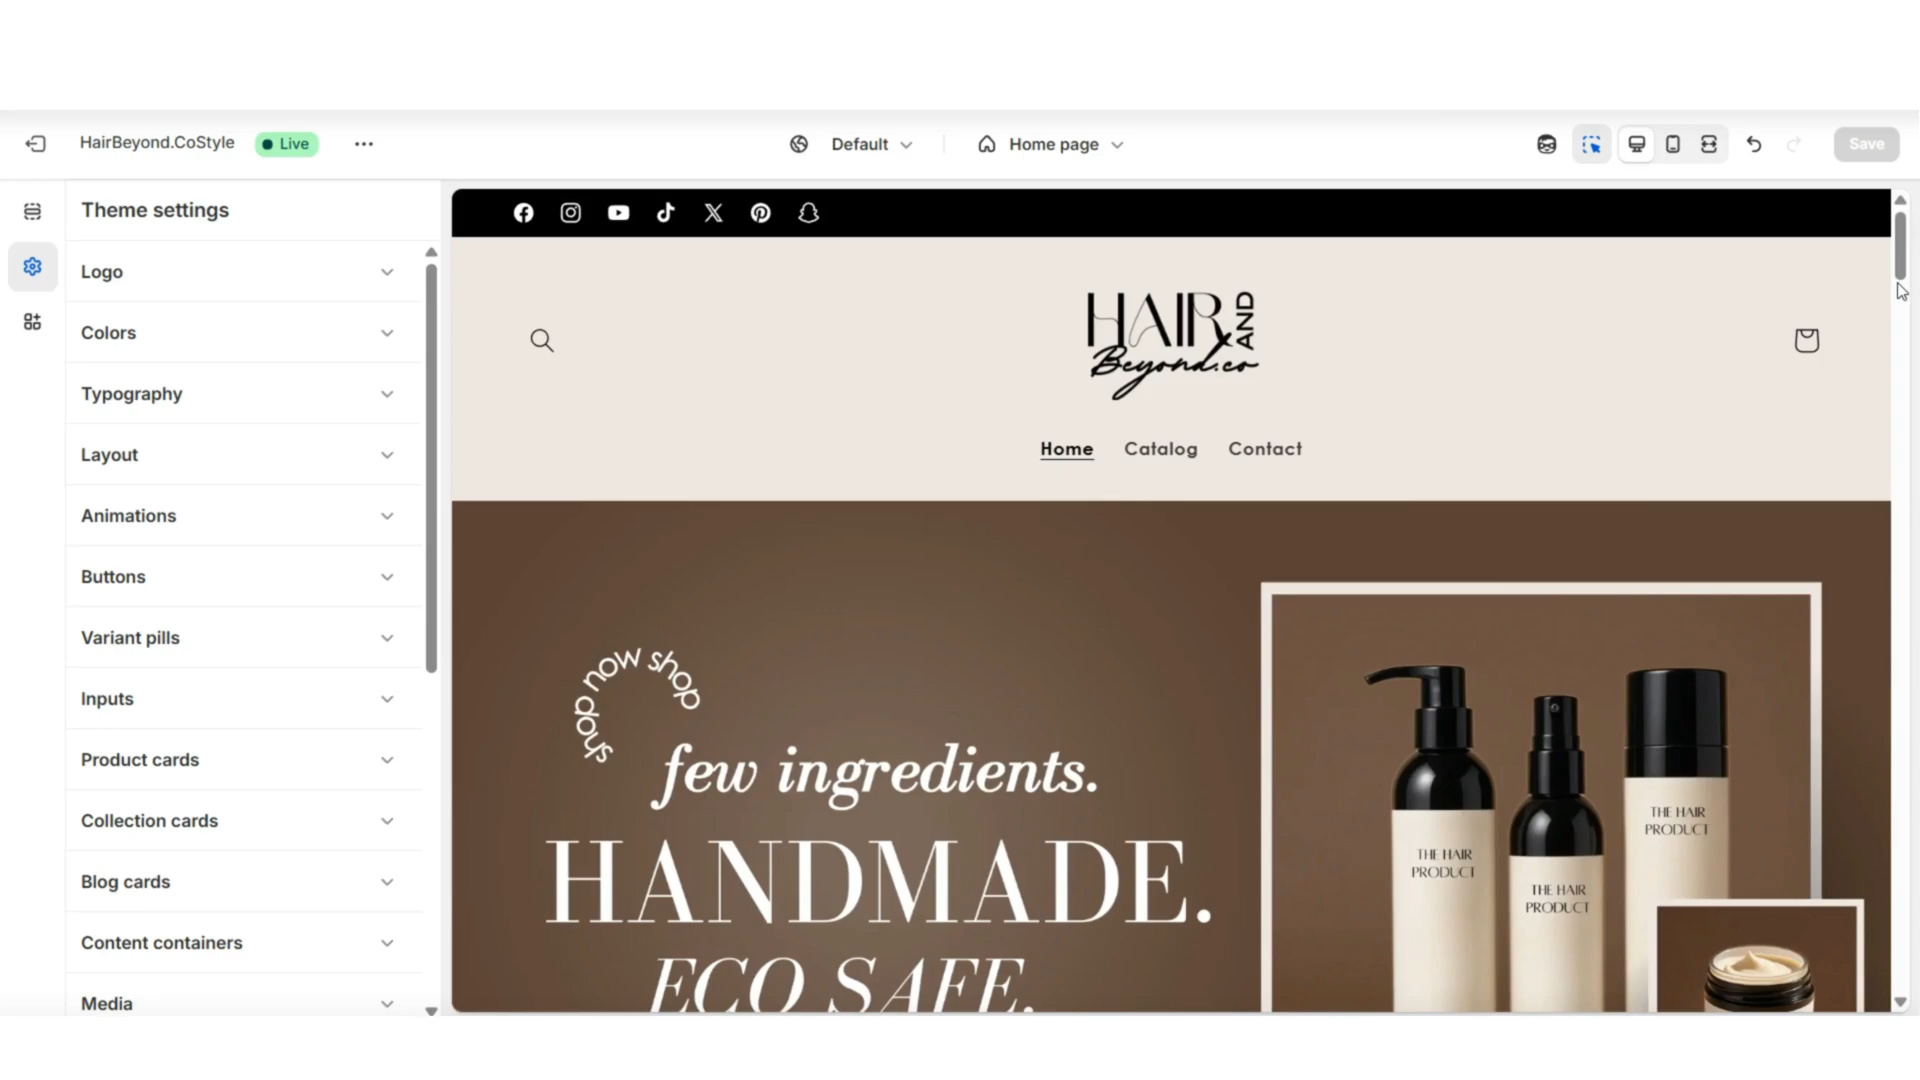 HairBeyond.CoStyle
Live
Default
Home page
Save
Theme settings
Logo
Colors
Typography
Layout
Animations
Buttons
Variant pills
Inputs
Product cards
Collection cards
Blog cards
Content containers
Media
HAIR AND
Beyond.co
Home
Catalog
Contact
shop now shop
few ingredients.
HANDMADE.
ECO SAFE.
THE HAIR
PRODUCT
THE HAIR
PRODUCT
THE HAIR
PRODUCT